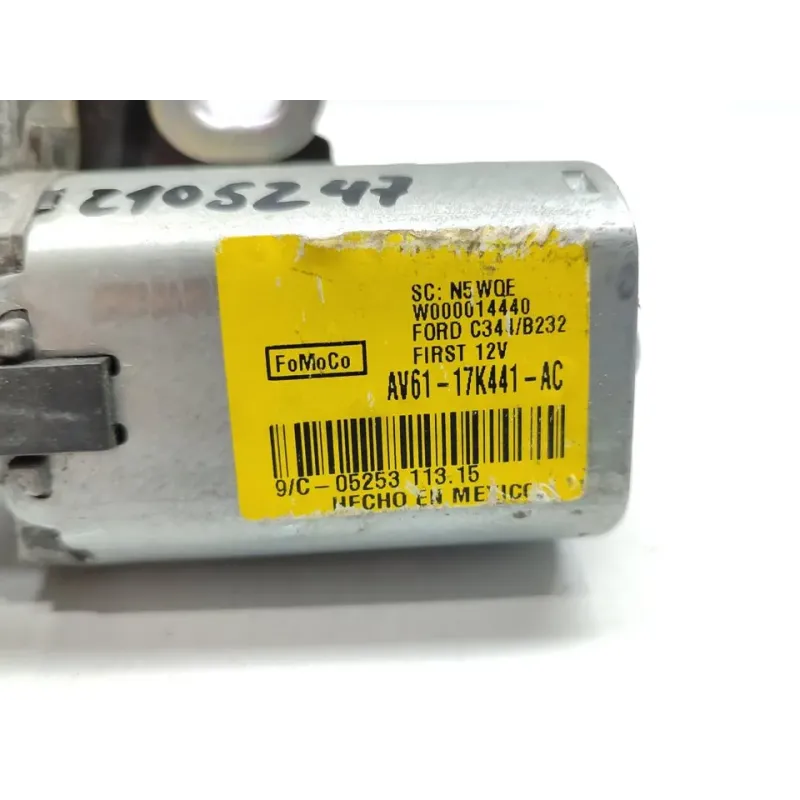 2105247
SC: N5WQE
W000014440
FORD C344/B232
FIRST 12V
FoMoCo
AV61-17K441-AC
9/C-05253 113.15
HECHO EN MEXICO